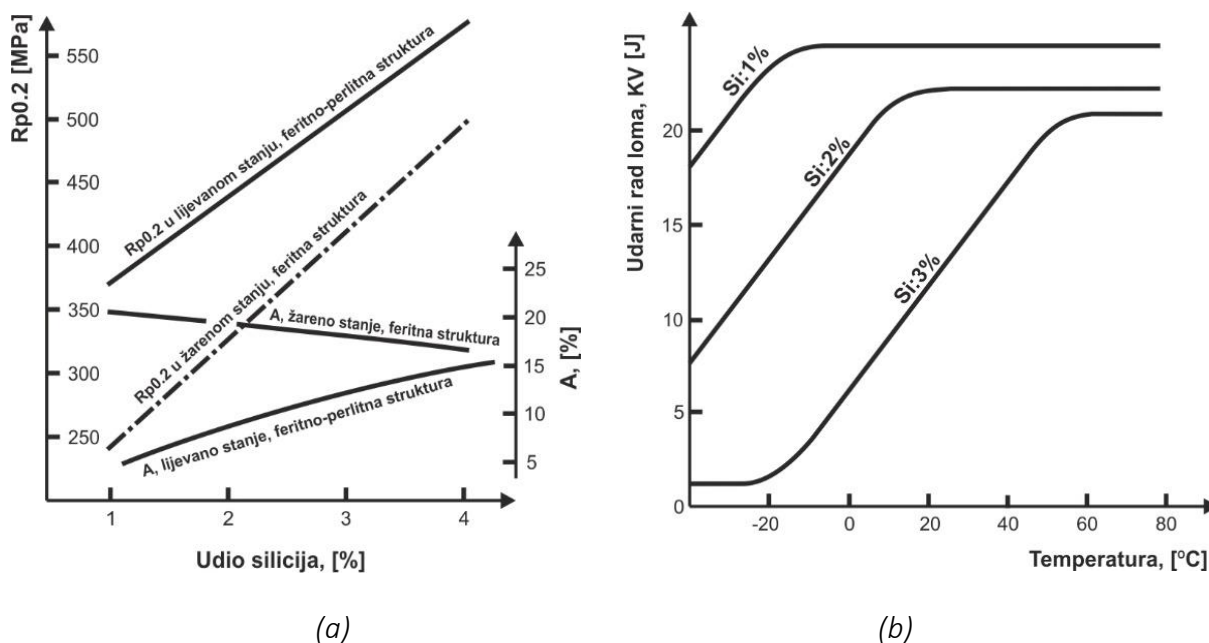 Rp0.2 [MPa]
550
500
450
400
350
300
250
Rp0.2 u lijevanom stanju, feritno-perlitna struktura
Rp0.2 u žarenom stanju, feritna struktura
A, žareno stanje, feritna struktura
A, lijevano stanje, feritno-perlitna struktura
25
20
15
10
5
A, [%]
1 2 3 4
Udio silicija, [%]
(a)
Udarni rad loma, KV [J]
20
15
10
5
0
Si:1%
Si:2%
Si:3%
-20 0 20 40 60 80
Temperatura, [ºC]
(b)